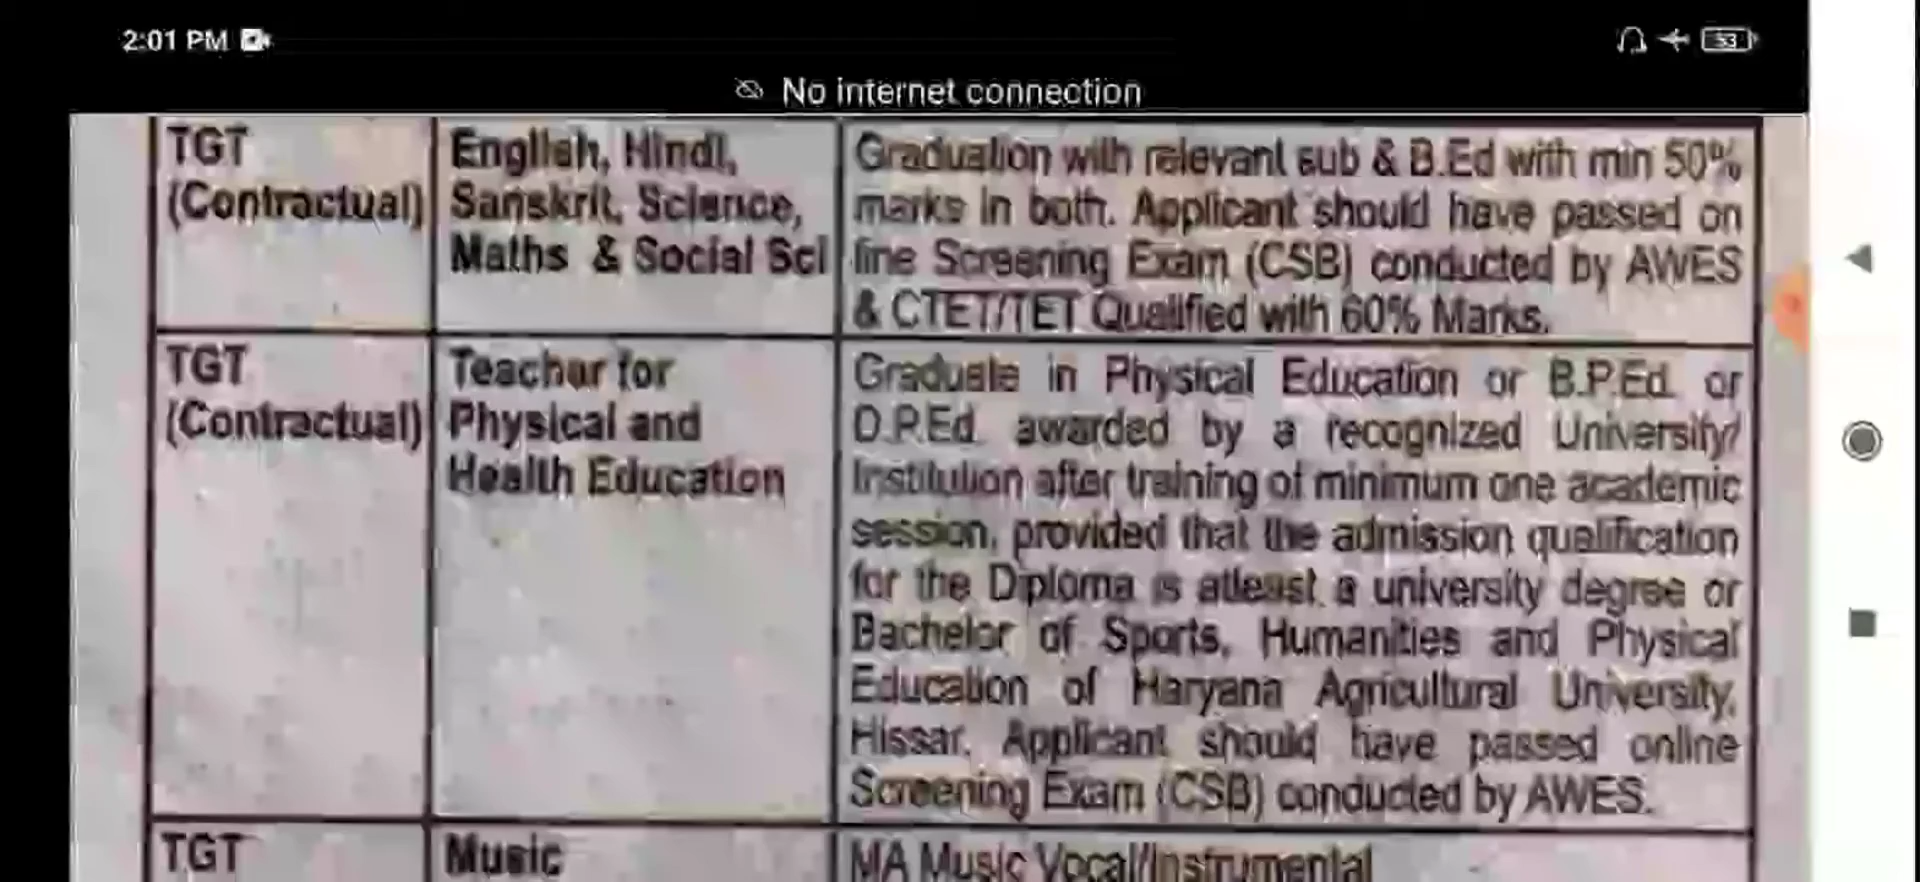 2:01 PM
53
No internet connection
TGT
(Contractual)
English, Hindi,
Sanskrit, Science,
Maths & Social Sci
Graduation with relevant sub & B.Ed with min 50%
marks in both. Applicant should have passed on
line Screening Exam (CSB) conducted by AWES
& CTET/TET Qualified with 60% Marks.
TGT
(Contractual)
Teacher for
Physical and
Health Education
Graduate in Physical Education or B.P.Ed. or
D.P.Ed. awarded by a recognized University/
Institution after training of minimum one academic
session, provided that the admission qualification
for the Diploma is atleast a university degree or
Bachelor of Sports, Humanities and Physical
Education of Haryana Agricultural University,
Hissar. Applicant should have passed online
Screening Exam (CSB) conducted by AWES.
TGT
Music
MA Music Vocal/Instrumental